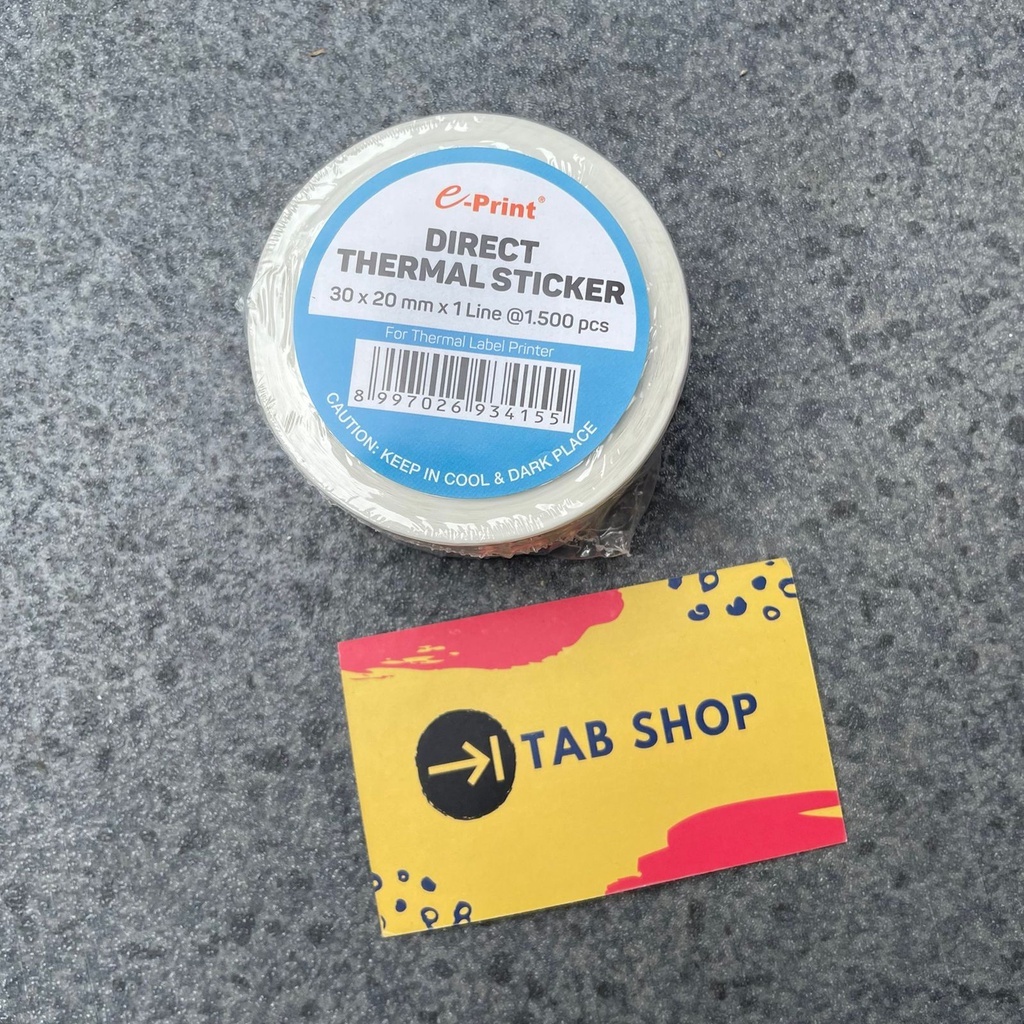 e-Print®
DIRECT
THERMAL STICKER
30 x 20 mm x 1 Line @1.500 pcs
For Thermal Label Printer
8 997026 934155
CAUTION: KEEP IN COOL & DARK PLACE
TAB SHOP